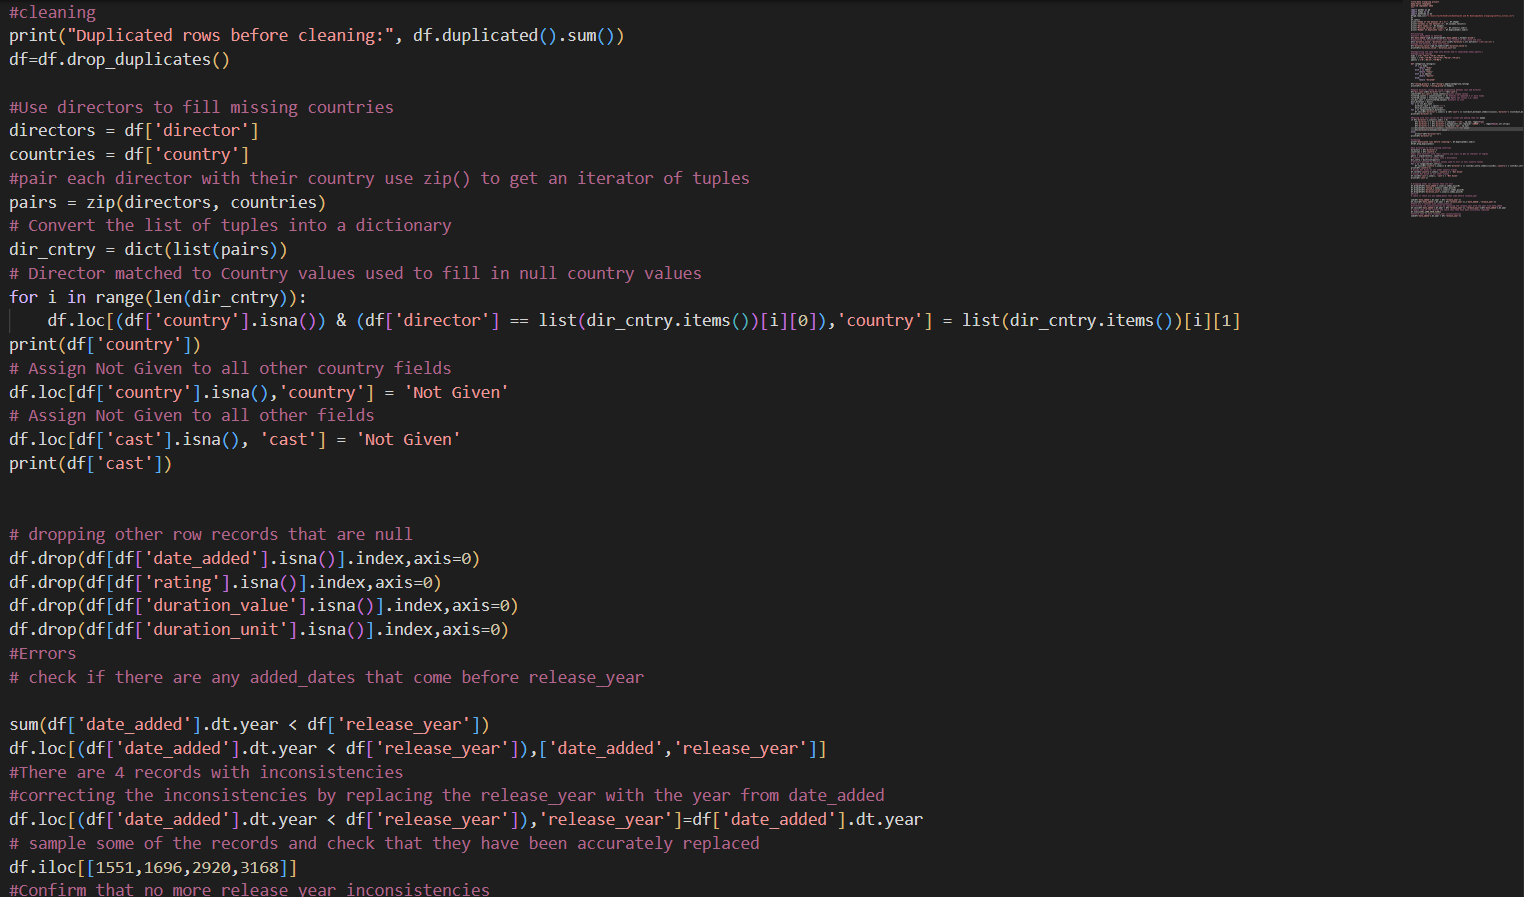 #cleaning
print("Duplicated rows before cleaning:", df.duplicated().sum())
df=df.drop_duplicates()
#Use directors to fill missing countries
directors = df['director']
countries = df['country']
#pair each director with their country use zip() to get an iterator of tuples
pairs = zip(directors, countries)
# Convert the list of tuples into a dictionary
dir_cntry = dict(list(pairs))
# Director matched to Country values used to fill in null country values
for i in range(len(dir_cntry)):
    df.loc[(df['country'].isna()) & (df['director'] == list(dir_cntry.items())[i][0]),'country'] = list(dir_cntry.items())[i][1]
print(df['country'])
# Assign Not Given to all other country fields
df.loc[df['country'].isna(),'country'] = 'Not Given'
# Assign Not Given to all other fields
df.loc[df['cast'].isna(), 'cast'] = 'Not Given'
print(df['cast'])
# dropping other row records that are null
df.drop(df[df['date_added'].isna()].index,axis=0)
df.drop(df[df['rating'].isna()].index,axis=0)
df.drop(df[df['duration_value'].isna()].index,axis=0)
df.drop(df[df['duration_unit'].isna()].index,axis=0)
#Errors
# check if there are any added_dates that come before release_year
sum(df['date_added'].dt.year < df['release_year'])
df.loc[(df['date_added'].dt.year < df['release_year']),['date_added','release_year']]
#There are 4 records with inconsistencies
#correcting the inconsistencies by replacing the release_year with the year from date_added
df.loc[(df['date_added'].dt.year < df['release_year']),'release_year']=df['date_added'].dt.year
# sample some of the records and check that they have been accurately replaced
df.iloc[[1551,1696,2920,3168]]
#Confirm that no more release year inconsistencies